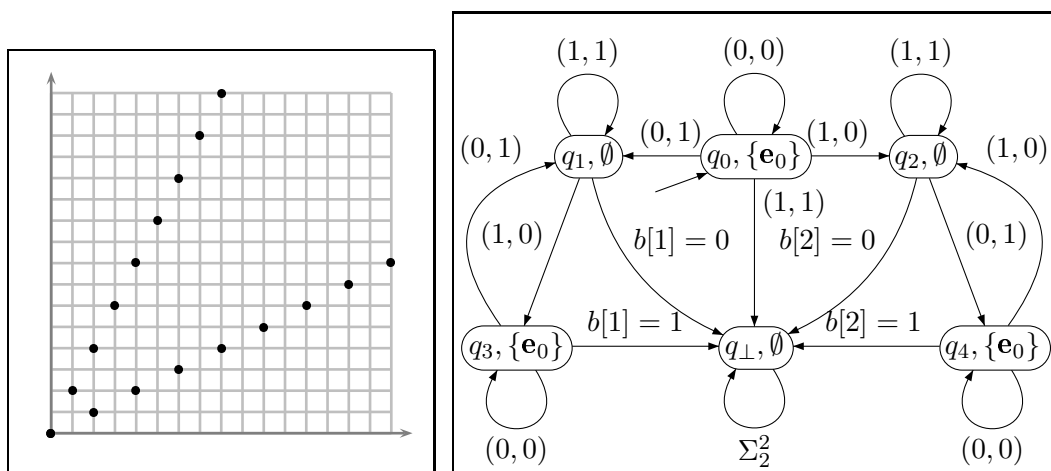 (1, 1)
(0, 0)
(1, 1)
(0, 1)
(0, 1)
(1, 0)
(1, 0)
q₁, ∅
q₀, {𝐞₀}
q₂, ∅
(1, 0)
(1, 1)
(0, 1)
b[1] = 0
b[2] = 0
b[1] = 1
b[2] = 1
q₃, {𝐞₀}
q⊥, ∅
q₄, {𝐞₀}
(0, 0)
Σ₂²
(0, 0)